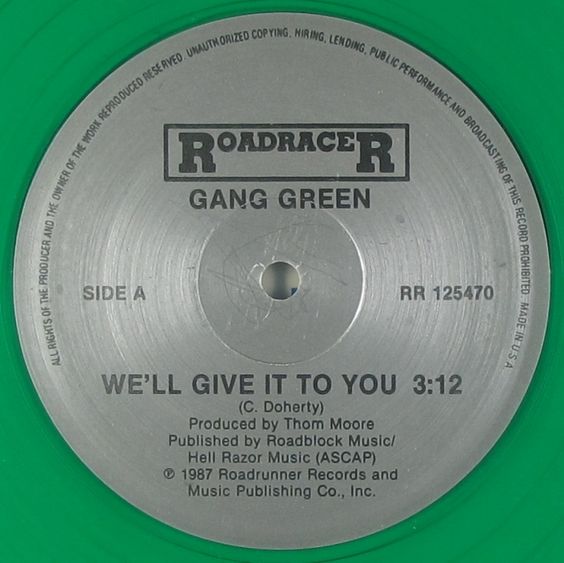 ALL RIGHTS OF THE PRODUCER AND THE OWNER OF THE WORK REPRODUCED RESERVED. UNAUTHORIZED COPYING, HIRING, LENDING, PUBLIC PERFORMANCE AND BROADCASTING OF THIS RECORD PROHIBITED. MADE IN U.S.A
ROADRACER
GANG GREEN
SIDE A
RR 125470
WE'LL GIVE IT TO YOU 3:12
(C. Doherty)
Produced by Thom Moore
Published by Roadblock Music/
Hell Razor Music (ASCAP)
℗ 1987 Roadrunner Records and
Music Publishing Co., Inc.